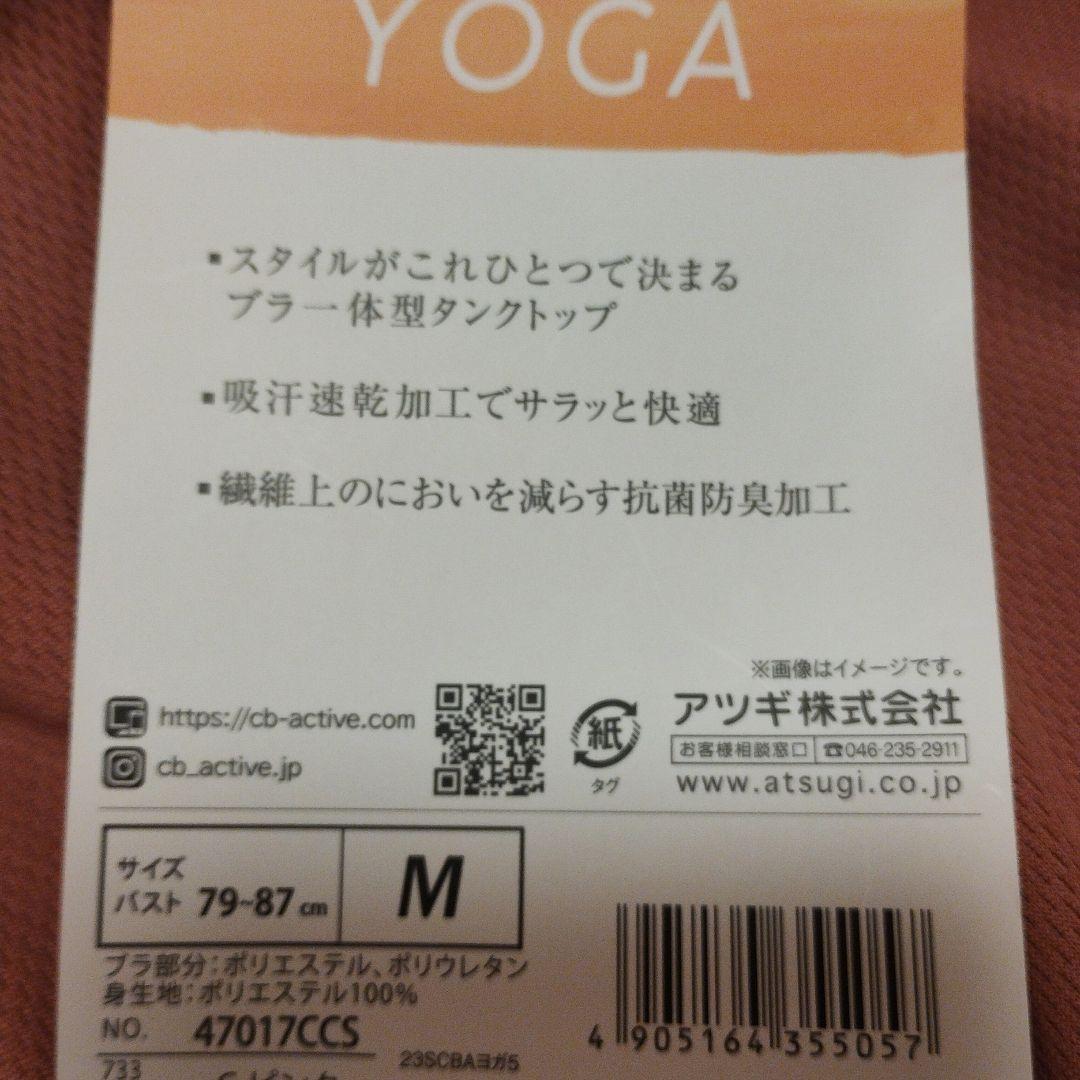 YOGA
▪スタイルがこれひとつで決まる
ブラ一体型タンクトップ
▪吸汗速乾加工でサラッと快適
▪繊維上のにおいを減らす抗菌防臭加工
※画像はイメージです。
https://cb-active.com
cb_active.jp
紙
タグ
アツギ株式会社
お客様相談窓口 ☎046-235-2911
www.atsugi.co.jp
サイズ
バスト 79~87cm
M
ブラ部分:ポリエステル、ポリウレタン
身生地:ポリエステル100%
NO. 47017CCS
733
23SCBAヨガ5
4 905164 355057